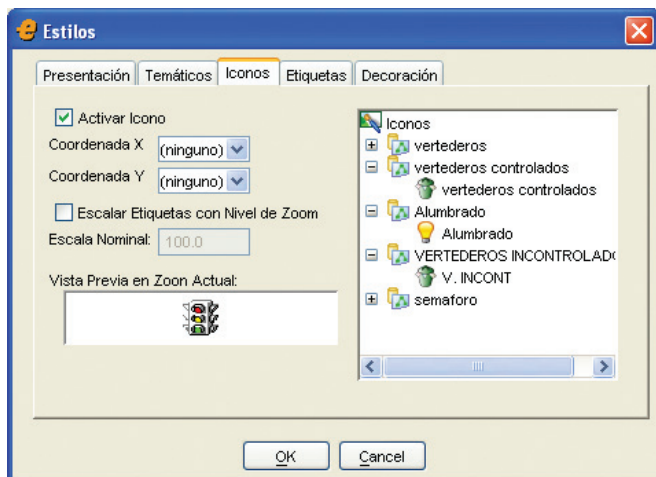 Estilos
Presentación Temáticos Iconos Etiquetas Decoración
Activar Icono
Coordenada X (ninguno)
Coordenada Y (ninguno)
Escalar Etiquetas con Nivel de Zoom
Escala Nominal: 100.0
Vista Previa en Zoon Actual:
Iconos
vertederos
vertederos controlados
vertederos controlados
Alumbrado
Alumbrado
VERTEDEROS INCONTROLAD
V. INCONT
semaforo
OK Cancel